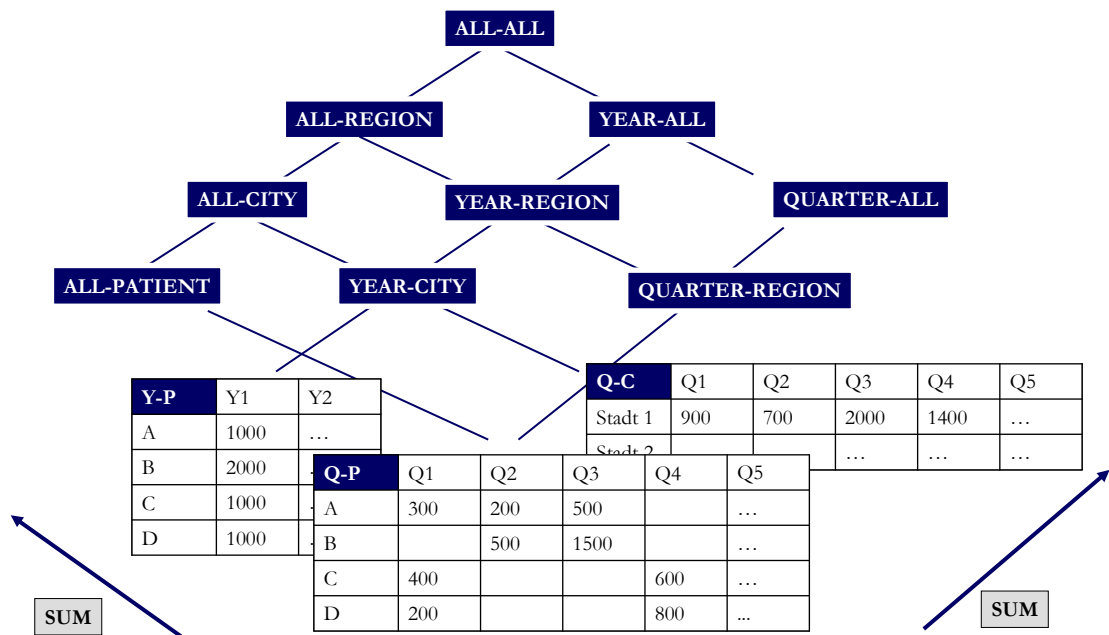 ALL-ALL
ALL-REGION YEAR-ALL
ALL-CITY YEAR-REGION QUARTER-ALL
ALL-PATIENT YEAR-CITY QUARTER-REGION
Y-P Y1 Y2
A 1000 …
B 2000
C 1000
D 1000
Q-C Q1 Q2 Q3 Q4 Q5
Stadt 1 900 700 2000 1400 …
Stadt 2 … … …
Q-P Q1 Q2 Q3 Q4 Q5
A 300 200 500 …
B 500 1500 …
C 400 600 …
D 200 800 ...
SUM
SUM